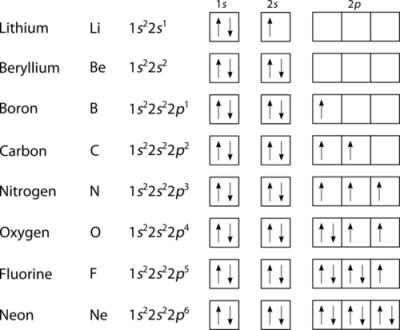 1s 2s 2p
Lithium Li 1s²2s¹
Beryllium Be 1s²2s²
Boron B 1s²2s²2p¹
Carbon C 1s²2s²2p²
Nitrogen N 1s²2s²2p³
Oxygen O 1s²2s²2p⁴
Fluorine F 1s²2s²2p⁵
Neon Ne 1s²2s²2p⁶